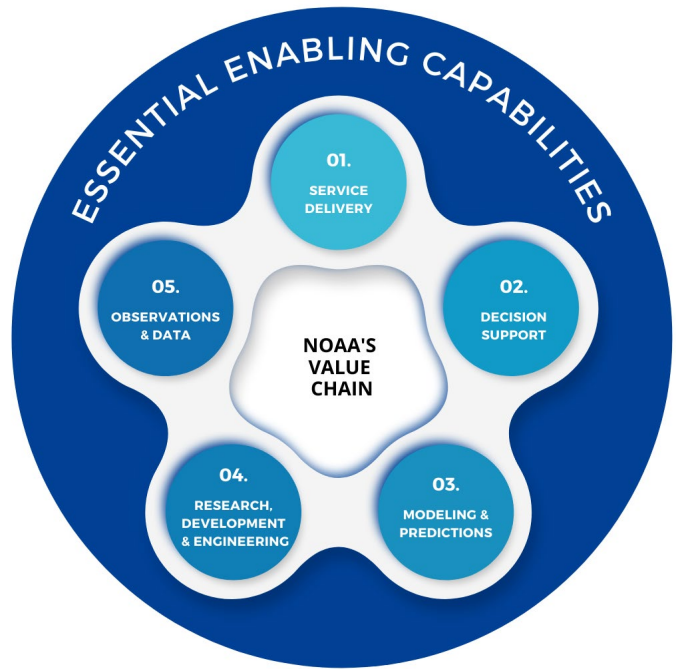 ESSENTIAL ENABLING CAPABILITIES
01.
SERVICE
DELIVERY
02.
DECISION
SUPPORT
03.
MODELING &
PREDICTIONS
04.
RESEARCH,
DEVELOPMENT
& ENGINEERING
05.
OBSERVATIONS
& DATA
NOAA'S
VALUE
CHAIN